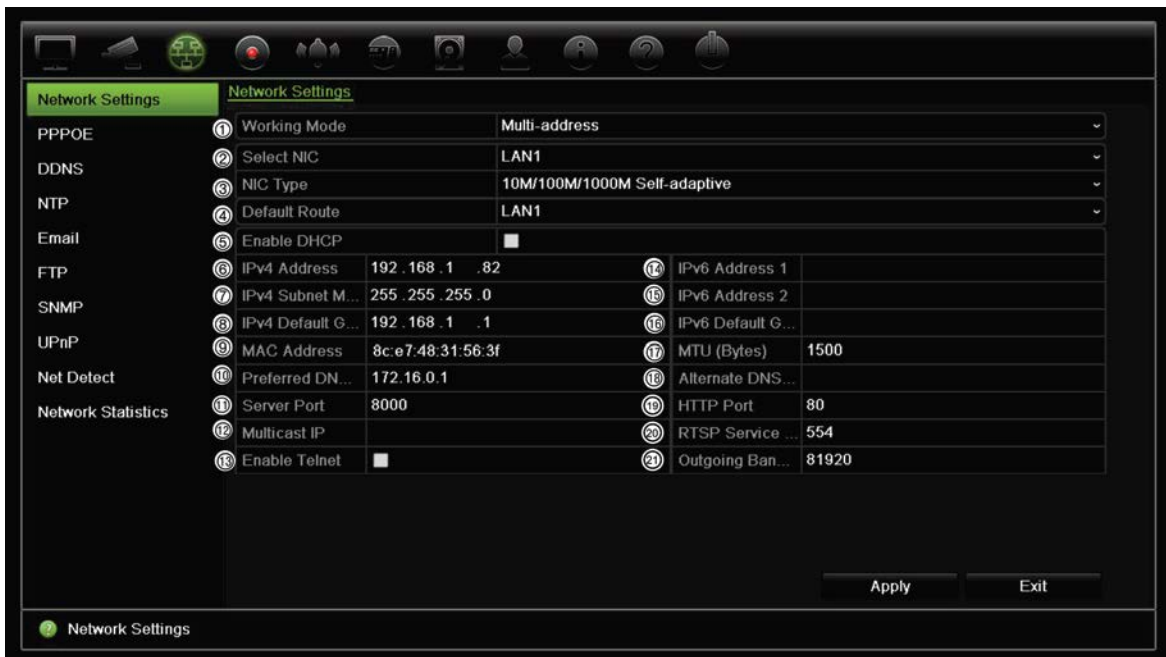 Network Settings
Network Settings
PPPOE
DDNS
NTP
Email
FTP
SNMP
UPnP
Net Detect
Network Statistics
① Working Mode Multi-address
② Select NIC LAN1
③ NIC Type 10M/100M/1000M Self-adaptive
④ Default Route LAN1
⑤ Enable DHCP
⑥ IPv4 Address 192 .168 .1 .82 ⑭ IPv6 Address 1
⑦ IPv4 Subnet M... 255 .255 .255 .0 ⑮ IPv6 Address 2
⑧ IPv4 Default G... 192 .168 .1 .1 ⑯ IPv6 Default G...
⑨ MAC Address 8c:e7:48:31:56:3f ⑰ MTU (Bytes) 1500
⑩ Preferred DN... 172.16.0.1 ⑱ Alternate DNS...
⑪ Server Port 8000 ⑲ HTTP Port 80
⑫ Multicast IP ⑳ RTSP Service ... 554
⑬ Enable Telnet ㉑ Outgoing Ban... 81920
Apply Exit
Network Settings